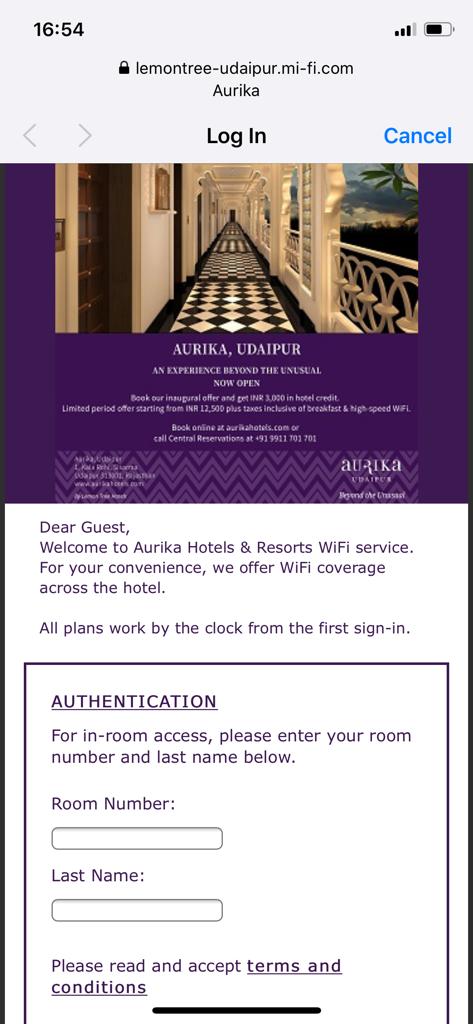 16:54
lemontree-udaipur.mi-fi.com
Aurika
Log In
Cancel
AURIKA, UDAIPUR
AN EXPERIENCE BEYOND THE UNUSUAL
NOW OPEN
Book our inaugural offer and get INR 3,000 in hotel credit.
Limited period offer starting from INR 12,500 plus taxes inclusive of breakfast & high-speed WiFi.
Book online at aurikahotels.com or
call Central Reservations at +91 9911 701 701
Aurika, Udaipur
1, Kala Rohi, Sisarma
Udaipur 313001, Rajasthan
www.aurikahotels.com
By Lemon Tree Hotels
AURIKA
UDAIPUR
Beyond the Unusual
Dear Guest,
Welcome to Aurika Hotels & Resorts WiFi service.
For your convenience, we offer WiFi coverage
across the hotel.
All plans work by the clock from the first sign-in.
AUTHENTICATION
For in-room access, please enter your room
number and last name below.
Room Number:
Last Name:
Please read and accept terms and
conditions